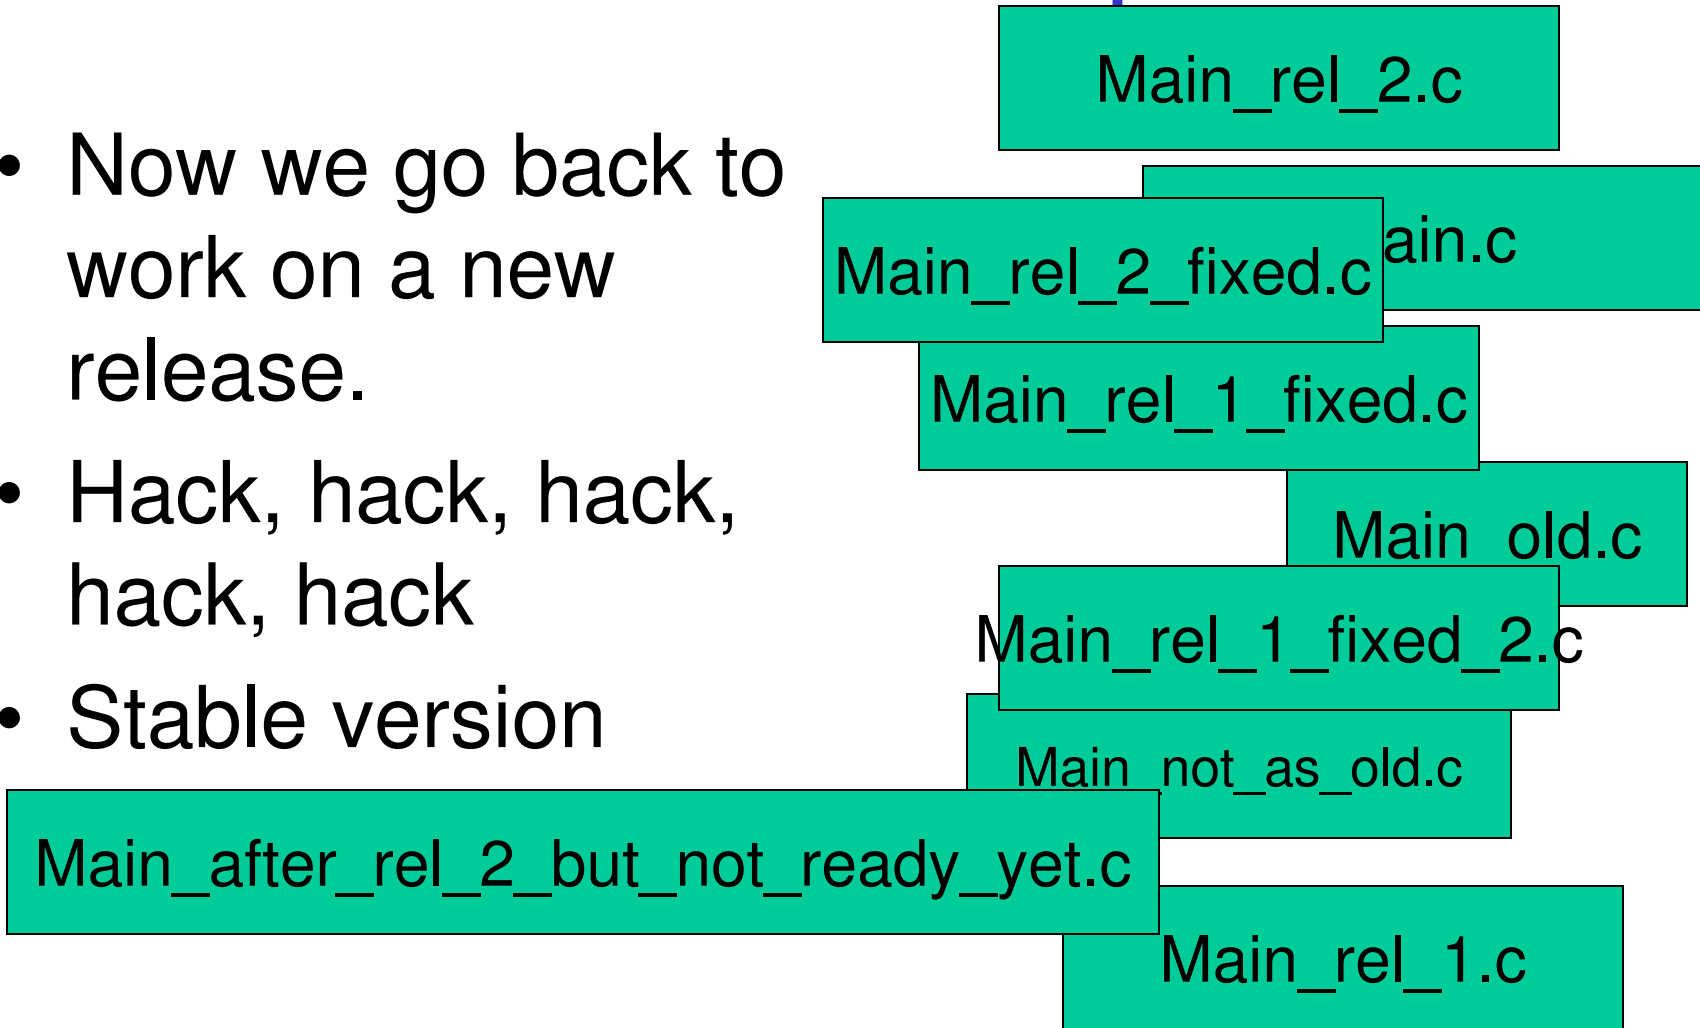 • Now we go back to
work on a new
release.
• Hack, hack, hack,
hack, hack
• Stable version
Main_rel_2.c
ain.c
Main_rel_2_fixed.c
Main_rel_1_fixed.c
Main_old.c
Main_rel_1_fixed_2.c
Main_not_as_old.c
Main_after_rel_2_but_not_ready_yet.c
Main_rel_1.c